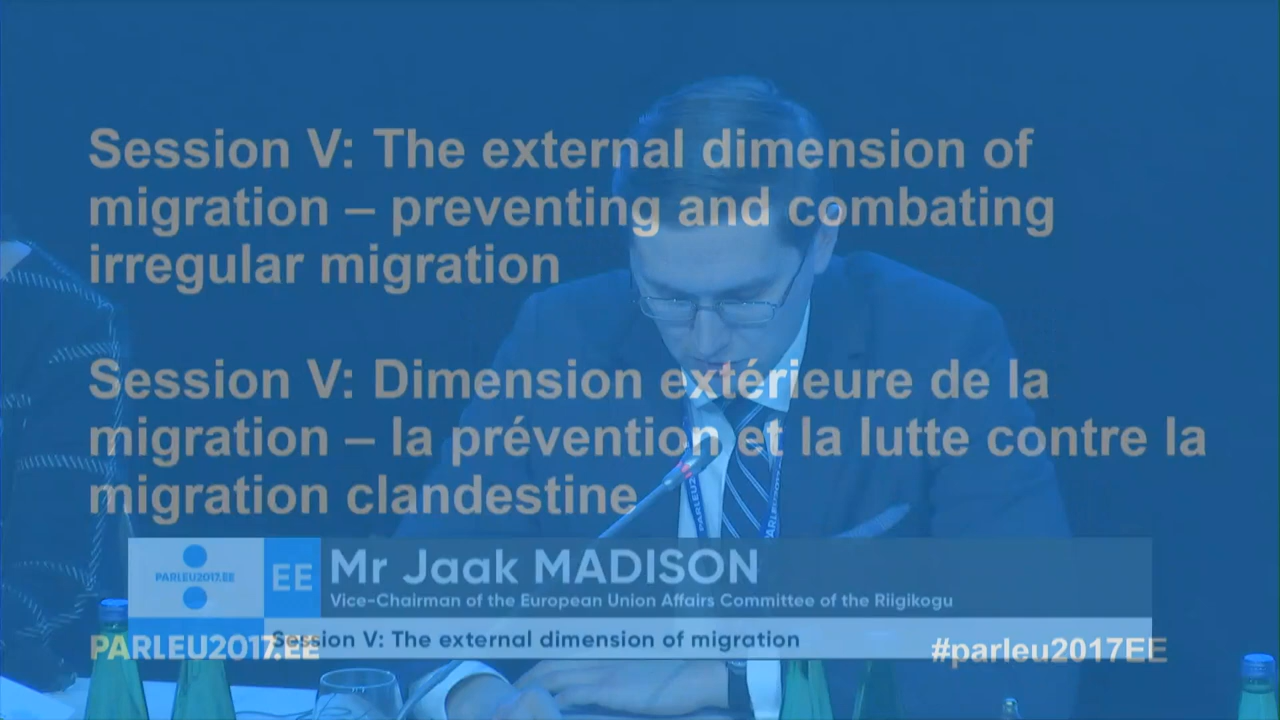 Session V: The external dimension of
migration – preventing and combating
irregular migration
Session V: Dimension extérieure de la
migration – la prévention et la lutte contre la
migration clandestine
PARLEU2017.EE
EE
Mr Jaak MADISON
Vice-Chairman of the European Union Affairs Committee of the Riigikogu
Session V: The external dimension of migration
PARLEU2017.EE
#parleu2017EE